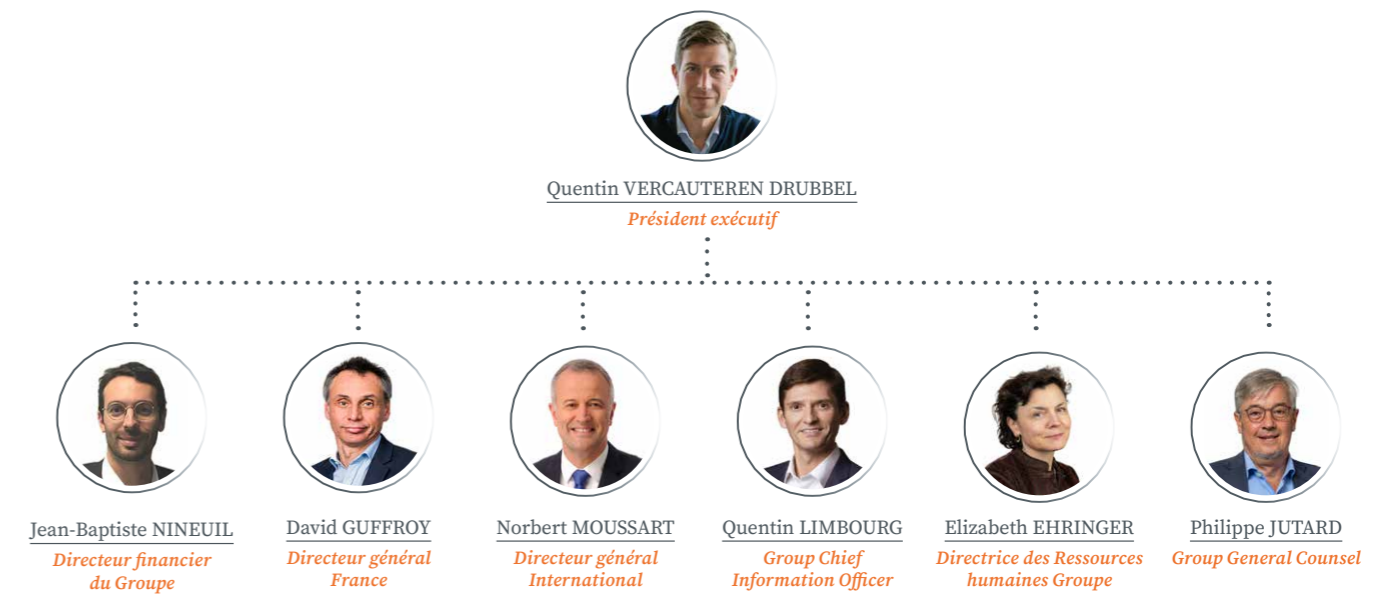 Quentin VERCAUTEREN DRUBBEL
Président exécutif
Jean-Baptiste NINEUIL
Directeur financier
du Groupe
David GUFFROY
Directeur général
France
Norbert MOUSSART
Directeur général
International
Quentin LIMBOURG
Group Chief
Information Officer
Elizabeth EHRINGER
Directrice des Ressources
humaines Groupe
Philippe JUTARD
Group General Counsel